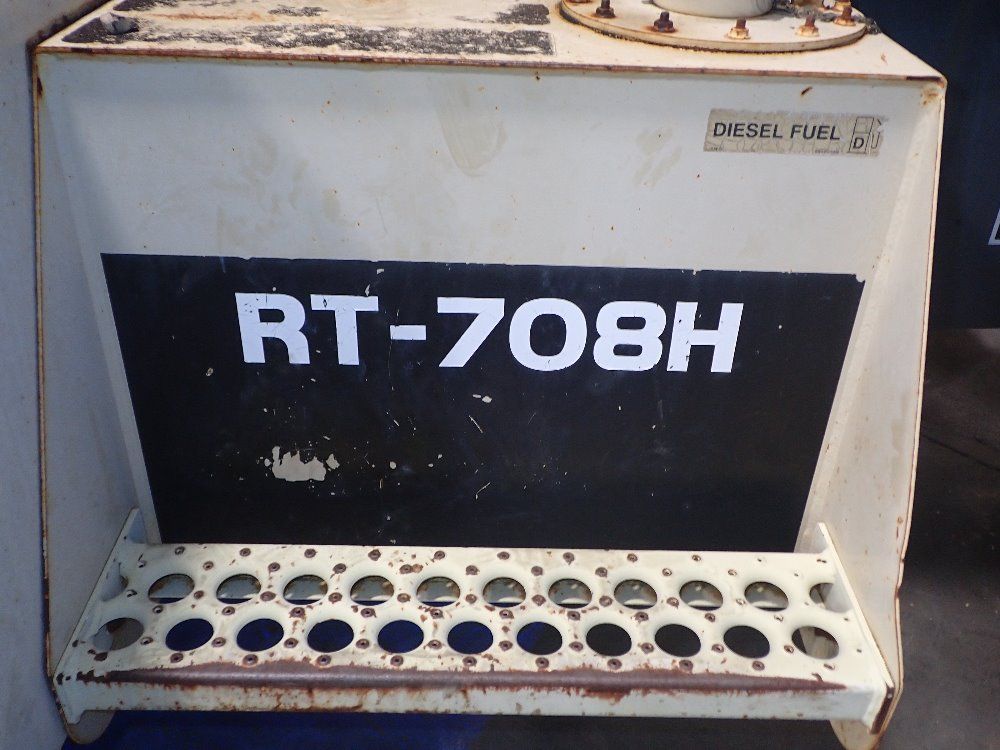 DIESEL FUEL D
RT-708H